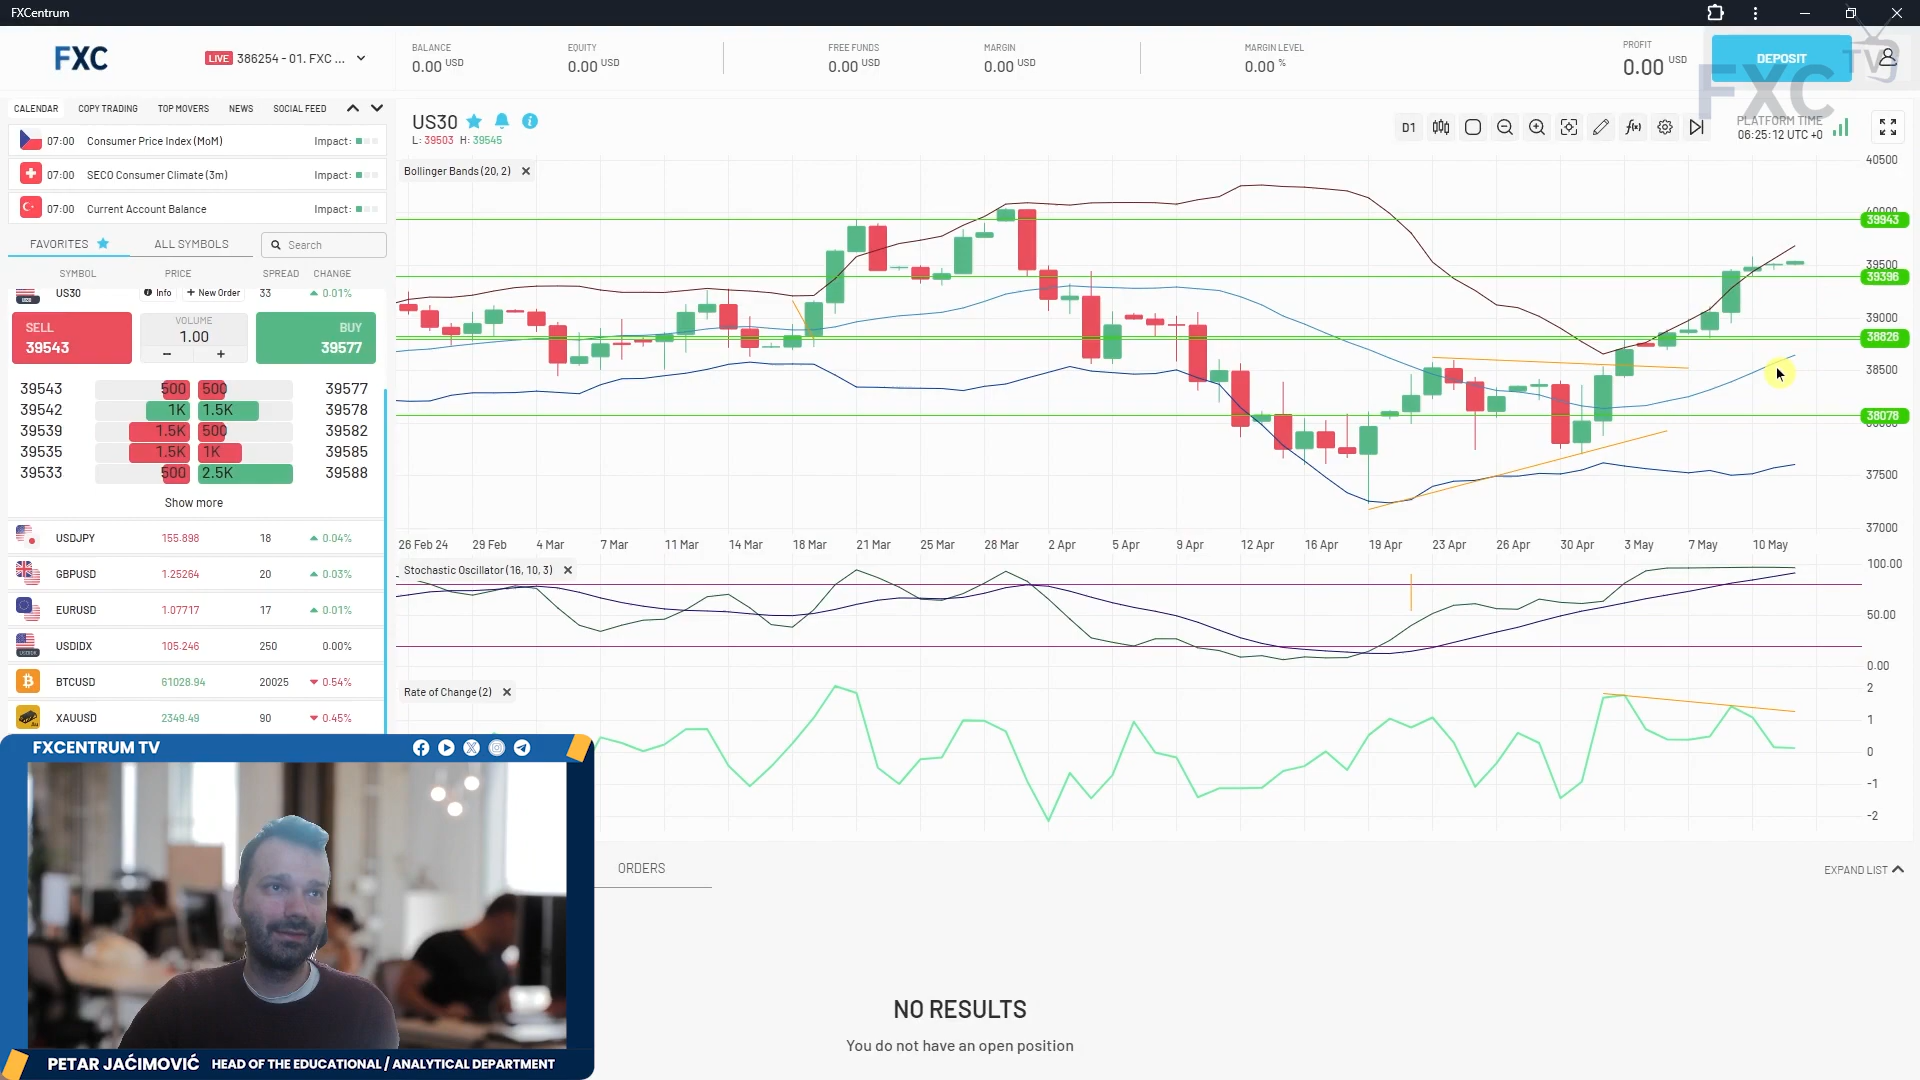 FXCentrum
FXC
LIVE 386254 - 01. FXC ...
BALANCE
0.00 USD
EQUITY
0.00 USD
FREE FUNDS
0.00 USD
MARGIN
0.00 USD
MARGIN LEVEL
0.00 %
PROFIT
0.00 USD
DEPOSIT
FXC TV
CALENDAR COPY TRADING TOP MOVERS NEWS SOCIAL FEED
07:00 Consumer Price Index (MoM) Impact:
07:00 SECO Consumer Climate (3m) Impact:
07:00 Current Account Balance Impact:
FAVORITES ALL SYMBOLS Search
SYMBOL PRICE SPREAD CHANGE
US30 Info + New Order 33 0.01%
SELL
39543
VOLUME
1.00
− +
BUY
39577
39543 500 500 39577
39542 1K 1.5K 39578
39539 1.5K 500 39582
39535 1.5K 1K 39585
39533 500 2.5K 39588
Show more
USDJPY 155.898 18 0.04%
GBPUSD 1.25264 20 0.03%
EURUSD 1.07717 17 0.01%
USDIDX 105.246 250 0.00%
BTCUSD 61028.94 20025 0.54%
XAUUSD 2349.49 90 0.45%
US30
L: 39503 H: 39545
D1
PLATFORM TIME
06:25:12 UTC +0
Bollinger Bands (20, 2)
40500
40000
39943
39500
39396
39000
38826
38500
38078
38000
37500
37000
26 Feb 24 29 Feb 4 Mar 7 Mar 11 Mar 14 Mar 18 Mar 21 Mar 25 Mar 28 Mar 2 Apr 5 Apr 9 Apr 12 Apr 16 Apr 19 Apr 23 Apr 26 Apr 30 Apr 3 May 7 May 10 May
Stochastic Oscillator (16, 10, 3)
100.00
50.00
0.00
Rate of Change (2)
2
1
0
-1
-2
ORDERS
EXPAND LIST
NO RESULTS
You do not have an open position
FXCENTRUM TV
PETAR JAĆIMOVIĆ HEAD OF THE EDUCATIONAL / ANALYTICAL DEPARTMENT